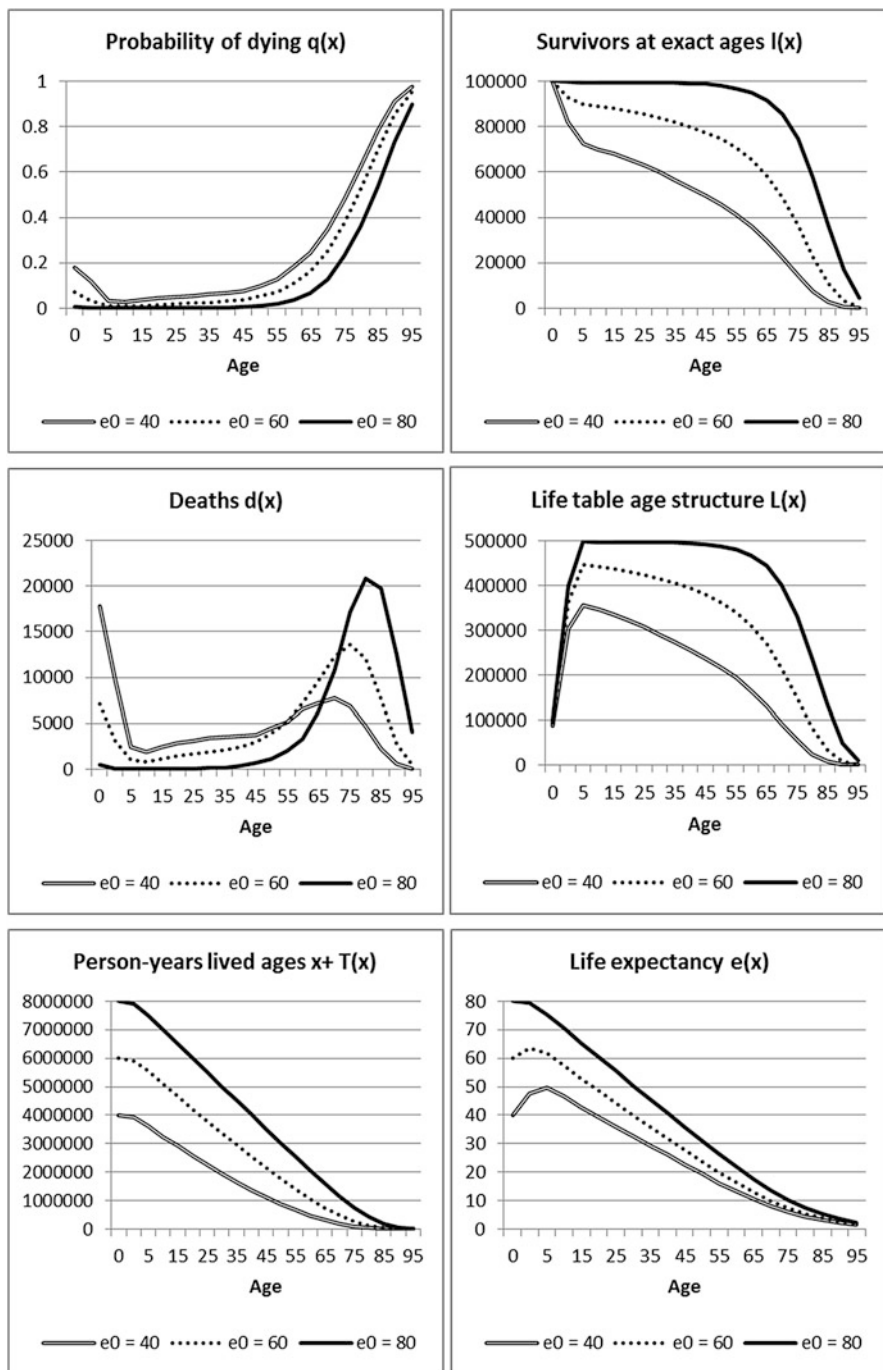 Probability of dying q(x)
1
0.8
0.6
0.4
0.2
0
0 5 15 25 35 45 55 65 75 85 95
Age
e0 = 40 e0 = 60 e0 = 80
Survivors at exact ages l(x)
100000
80000
60000
40000
20000
0
0 5 15 25 35 45 55 65 75 85 95
Age
e0 = 40 e0 = 60 e0 = 80
Deaths d(x)
25000
20000
15000
10000
5000
0
0 5 15 25 35 45 55 65 75 85 95
Age
e0 = 40 e0 = 60 e0 = 80
Life table age structure L(x)
500000
400000
300000
200000
100000
0
0 5 15 25 35 45 55 65 75 85 95
Age
e0 = 40 e0 = 60 e0 = 80
Person-years lived ages x+ T(x)
8000000
7000000
6000000
5000000
4000000
3000000
2000000
1000000
0
0 5 15 25 35 45 55 65 75 85 95
Age
e0 = 40 e0 = 60 e0 = 80
Life expectancy e(x)
80
70
60
50
40
30
20
10
0
0 5 15 25 35 45 55 65 75 85 95
Age
e0 = 40 e0 = 60 e0 = 80